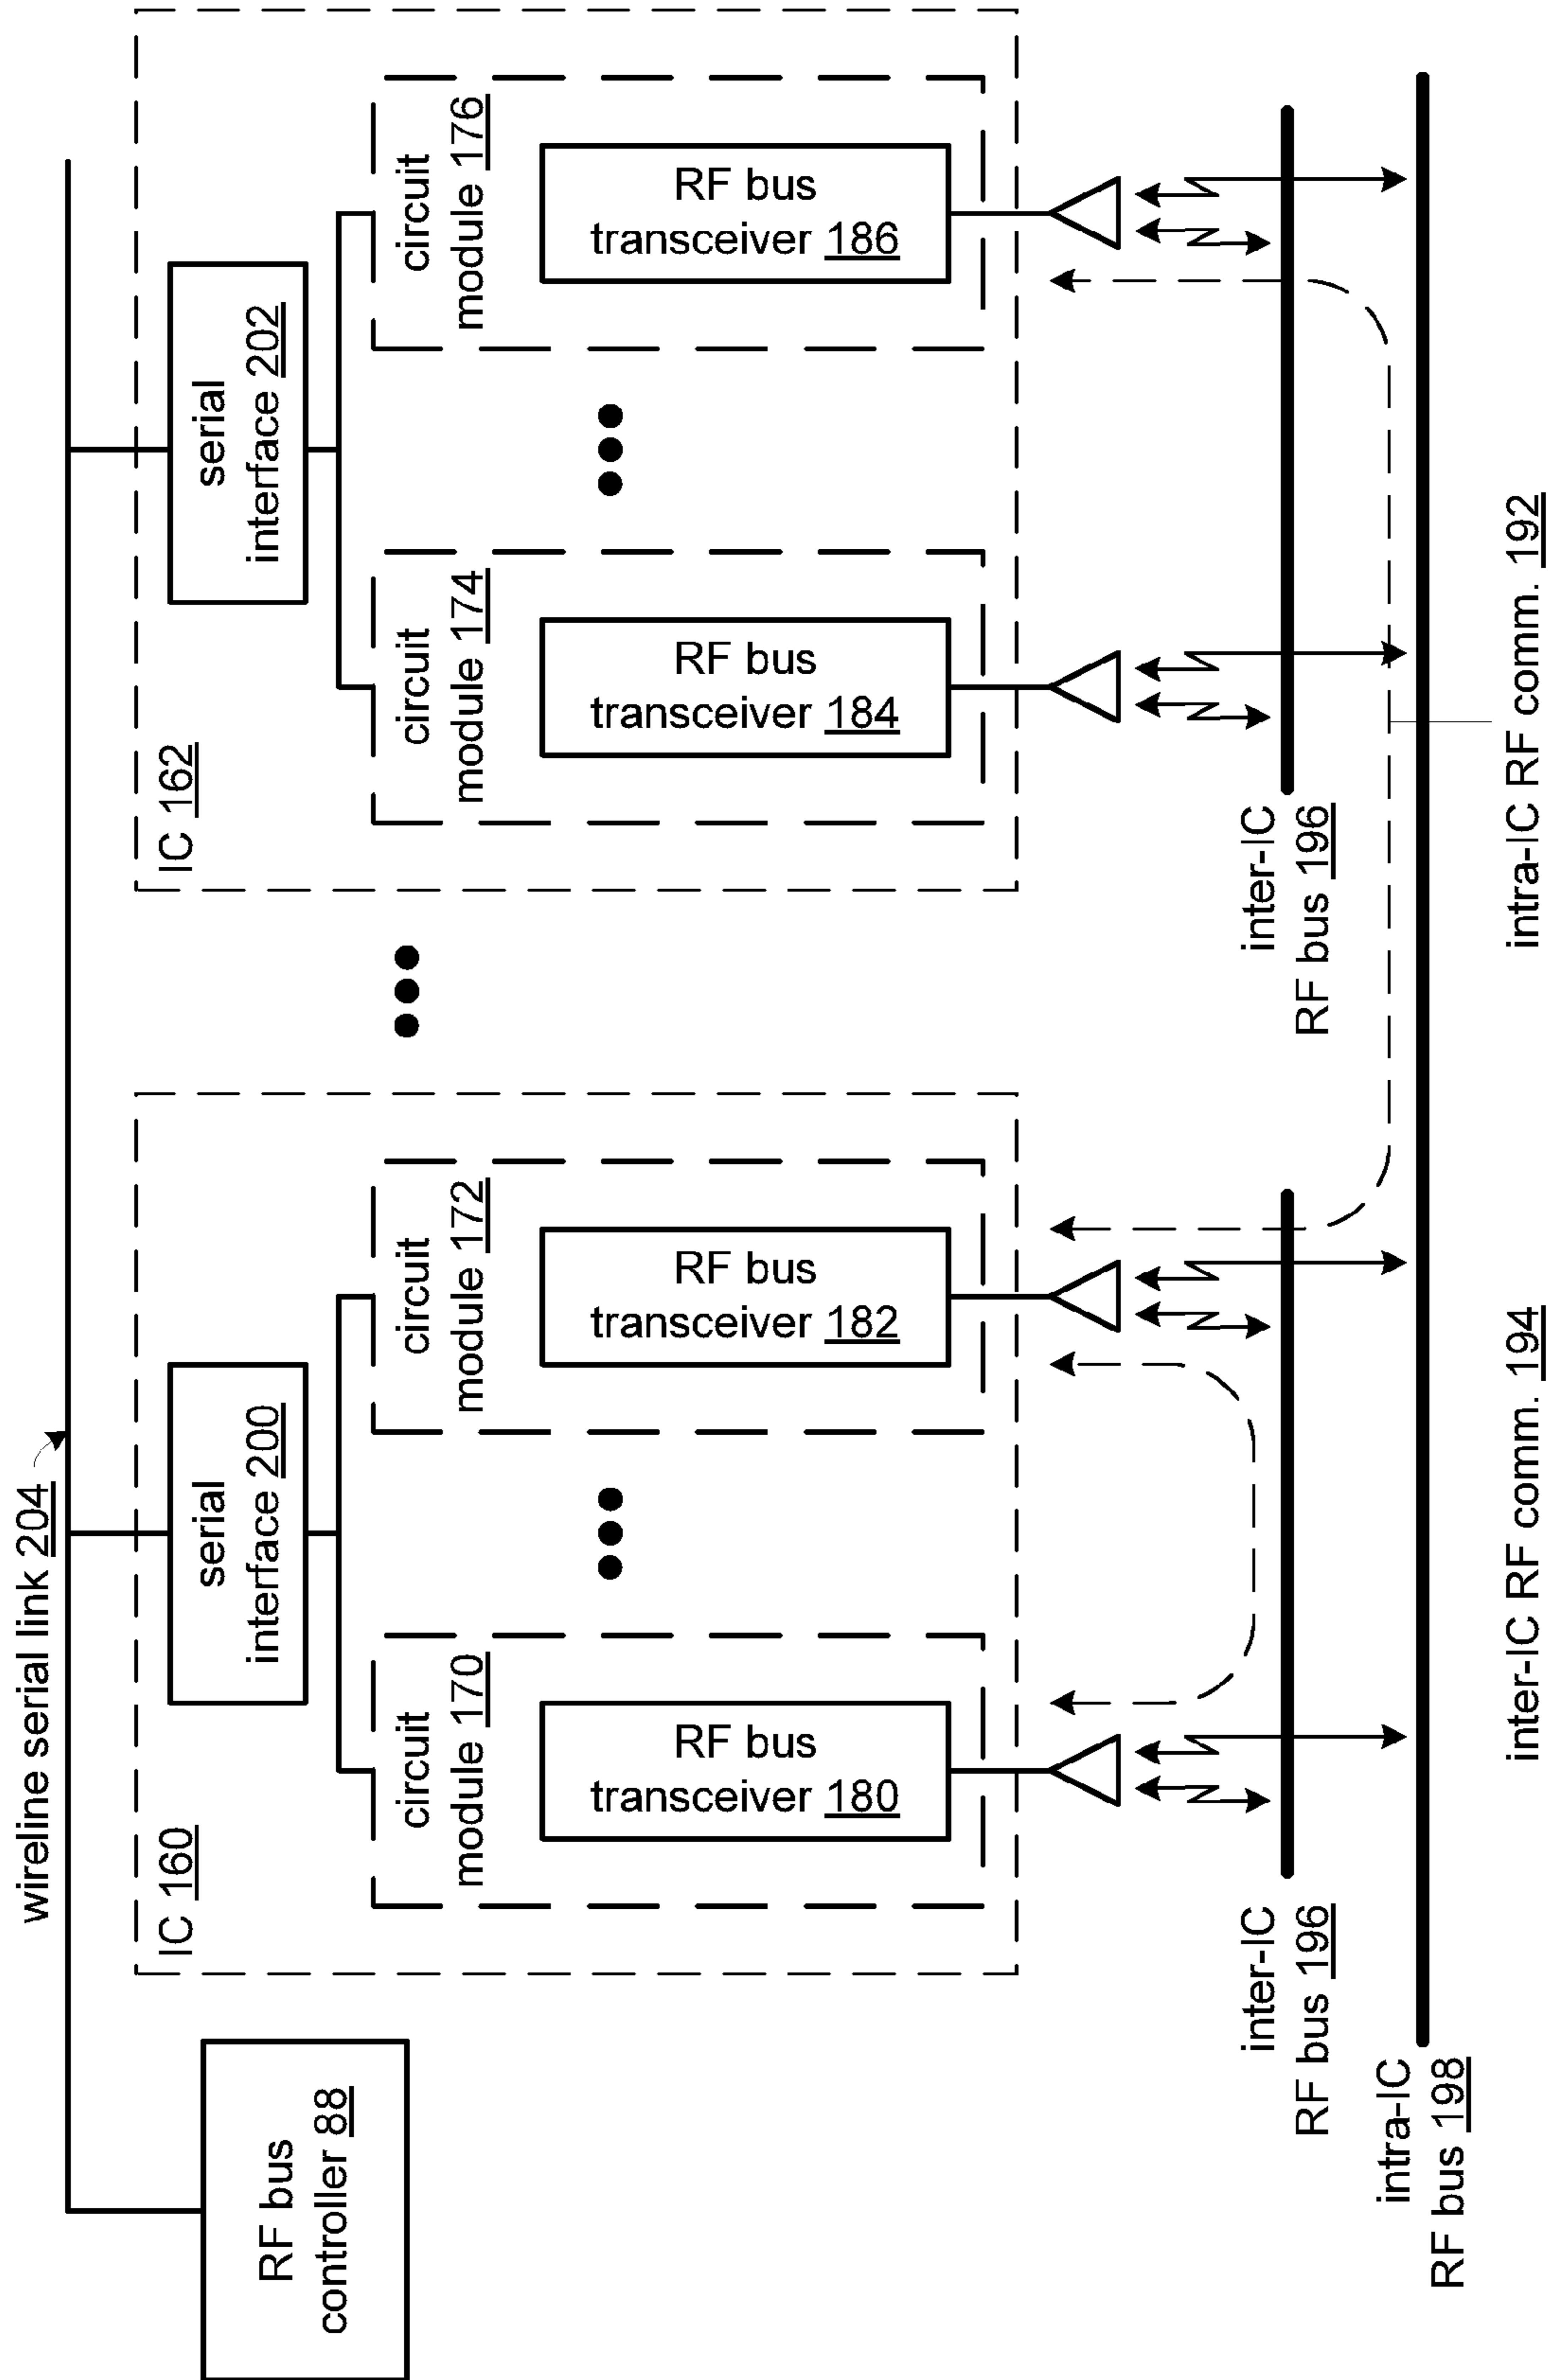 wireline serial link 204
RF bus
controller 88
IC 160
serial
interface 200
circuit
module 170
RF bus
transceiver 180
circuit
module 172
RF bus
transceiver 182
IC 162
serial
interface 202
circuit
module 174
RF bus
transceiver 184
circuit
module 176
RF bus
transceiver 186
inter-IC
RF bus 196
inter-IC
RF bus 196
intra-IC
RF bus 198
inter-IC RF comm. 194
intra-IC RF comm. 192